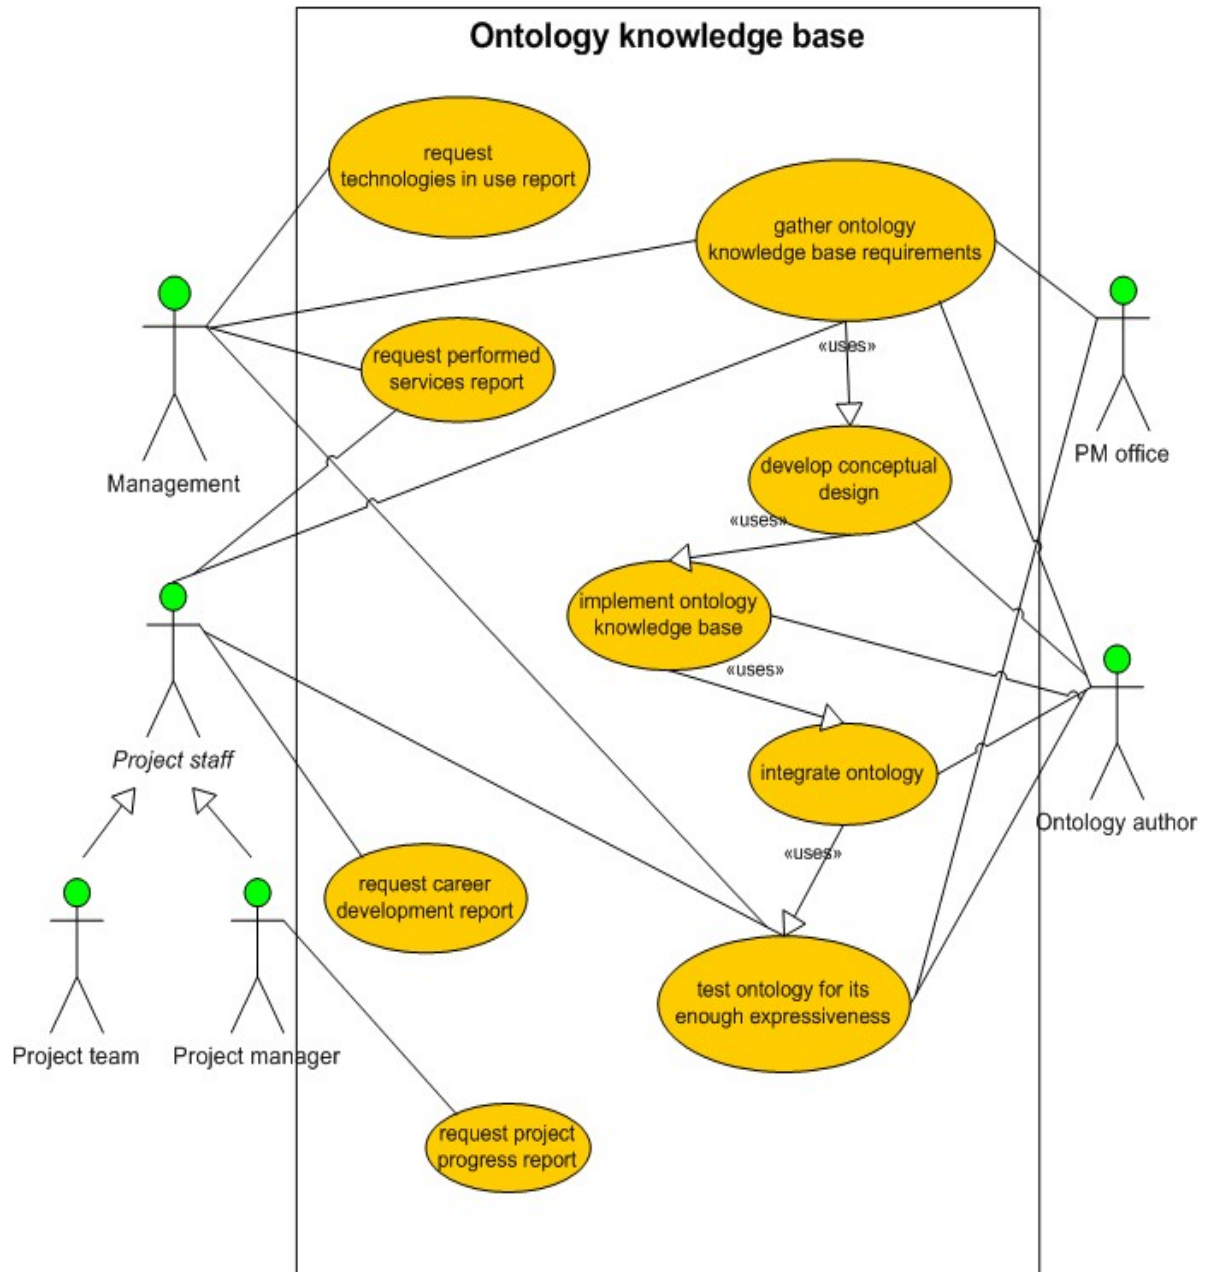 Ontology knowledge base
request
technologies in use report
gather ontology
knowledge base requirements
«uses»
request performed
services report
Management
PM office
develop conceptual
design
«uses»
implement ontology
knowledge base
«uses»
Project staff
integrate ontology
Ontology author
«uses»
request career
development report
test ontology for its
enough expressiveness
Project team
Project manager
request project
progress report